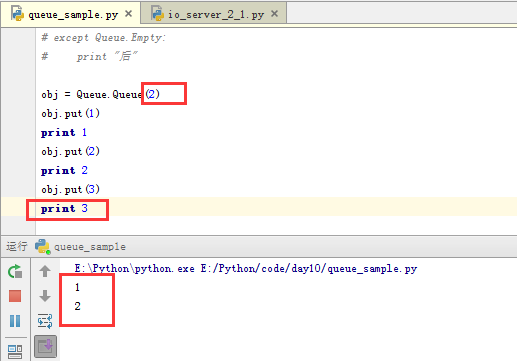 queue_sample.py × io_server_2_1.py ×
# except Queue.Empty:
#     print "后"
obj = Queue.Queue(2)
obj.put(1)
print 1
obj.put(2)
print 2
obj.put(3)
print 3
运行 queue_sample
E:\Python\python.exe E:/Python/code/day10/queue_sample.py
1
2